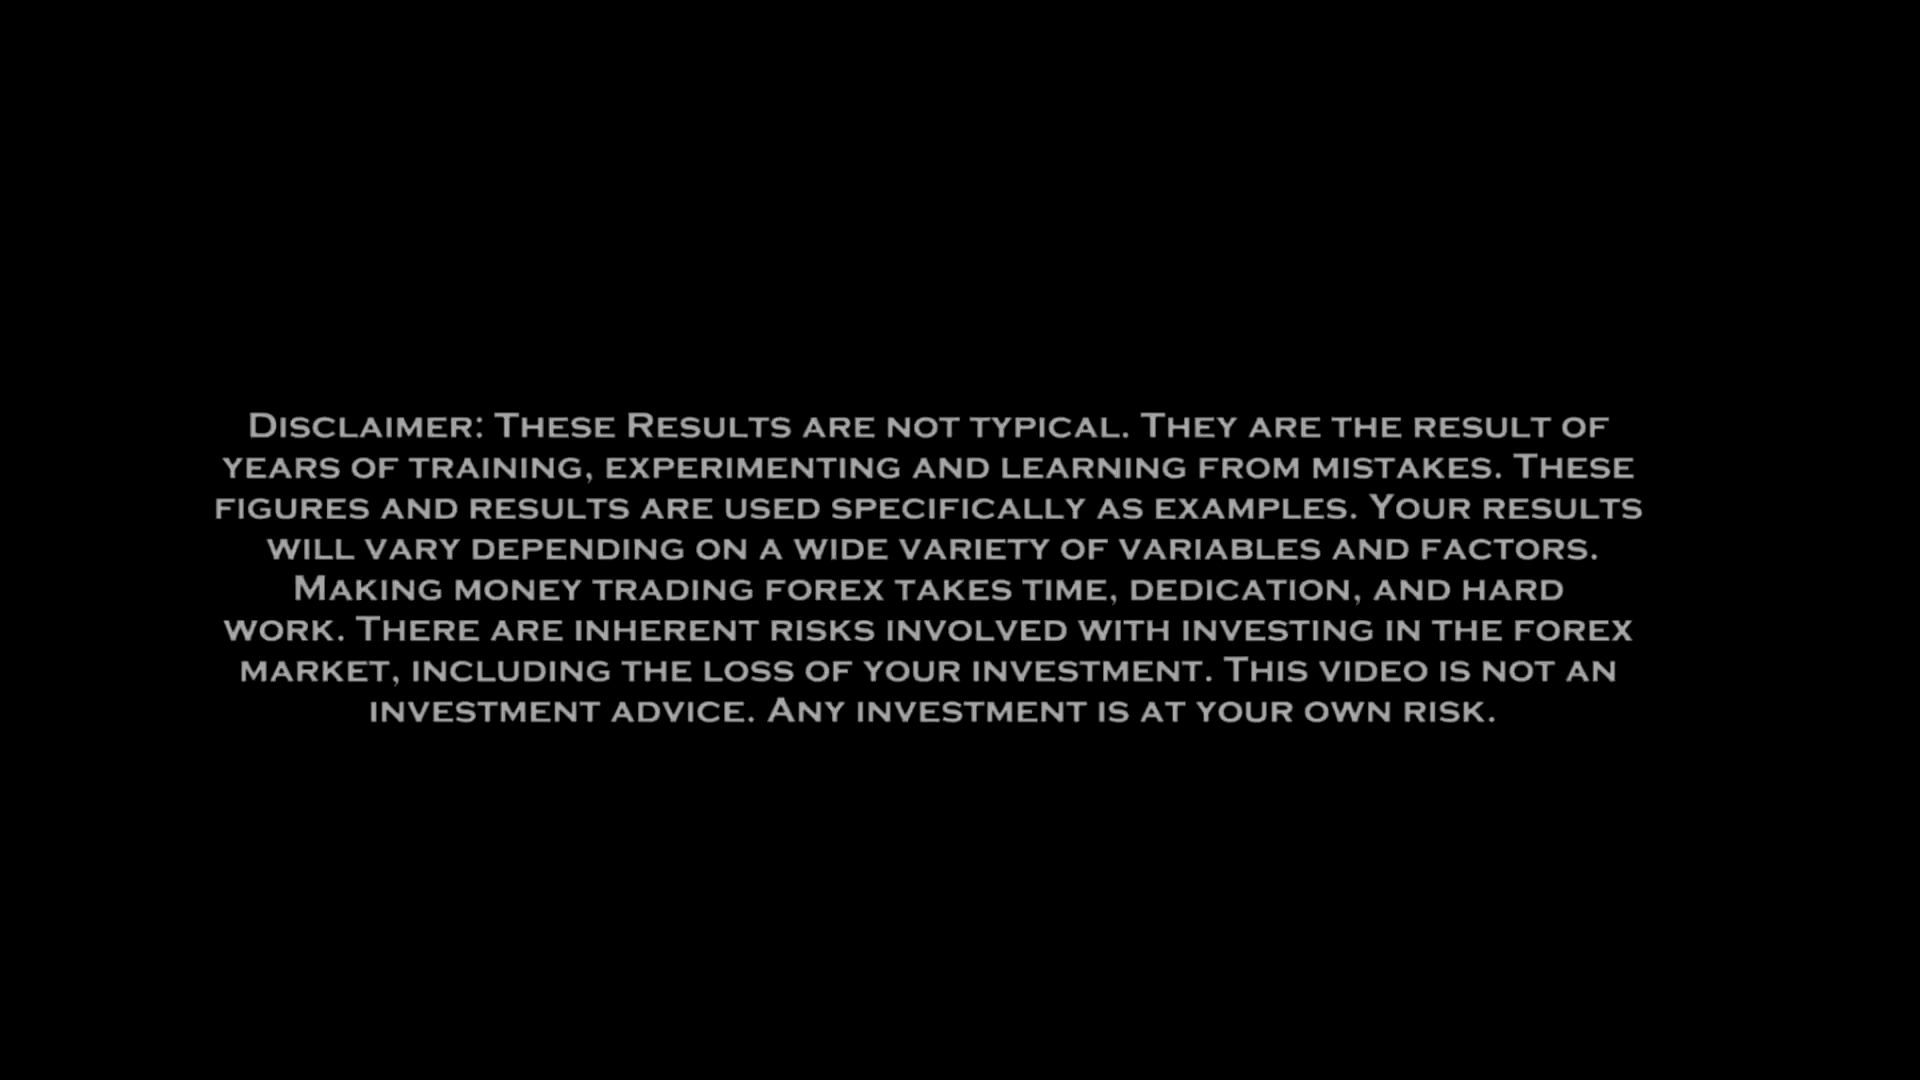 Disclaimer: These Results are not typical. They are the result of
years of training, experimenting and learning from mistakes. These
figures and results are used specifically as examples. Your results
will vary depending on a wide variety of variables and factors.
Making money trading forex takes time, dedication, and hard
work. There are inherent risks involved with investing in the forex
market, including the loss of your investment. This video is not an
investment advice. Any investment is at your own risk.